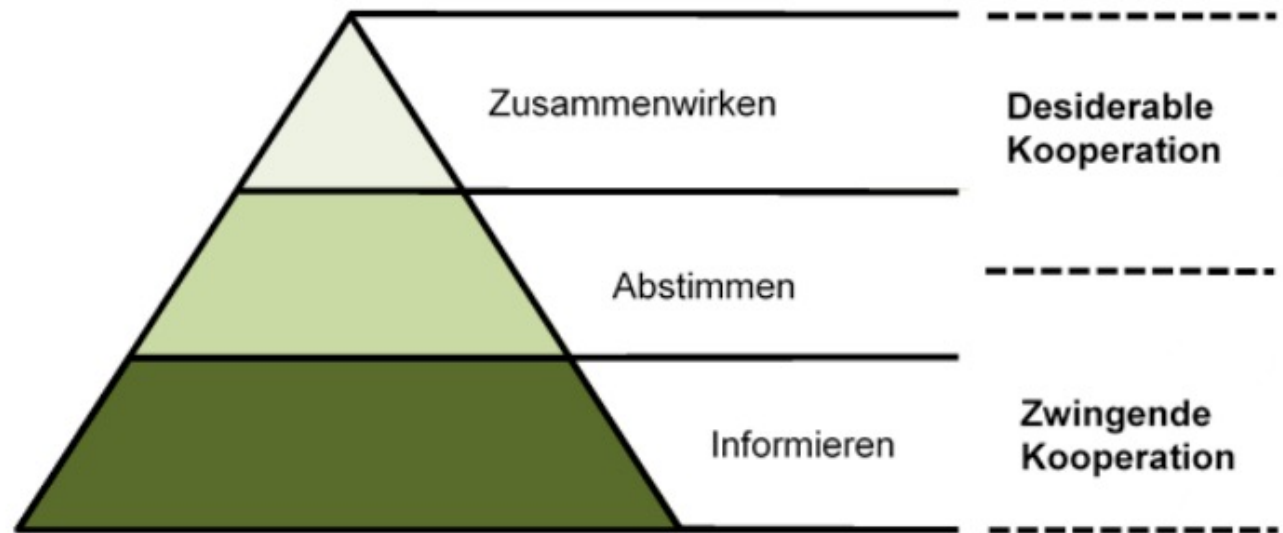 Zusammenwirken
Desiderable
Kooperation
Abstimmen
Informieren
Zwingende
Kooperation